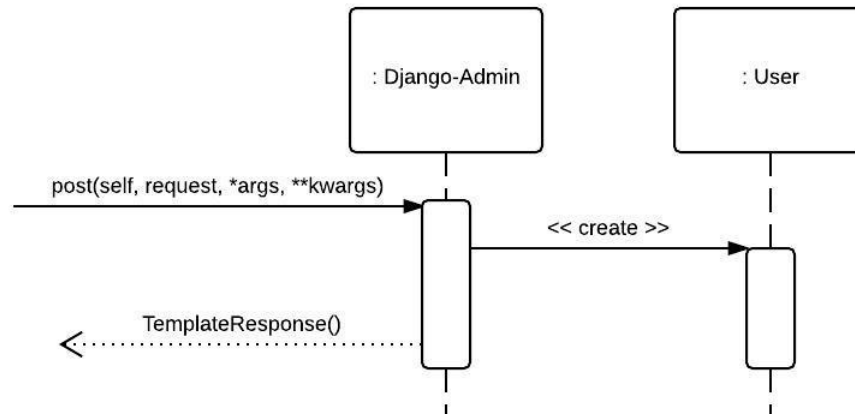 : Django-Admin
: User
post(self, request, *args, **kwargs)
<< create >>
TemplateResponse()